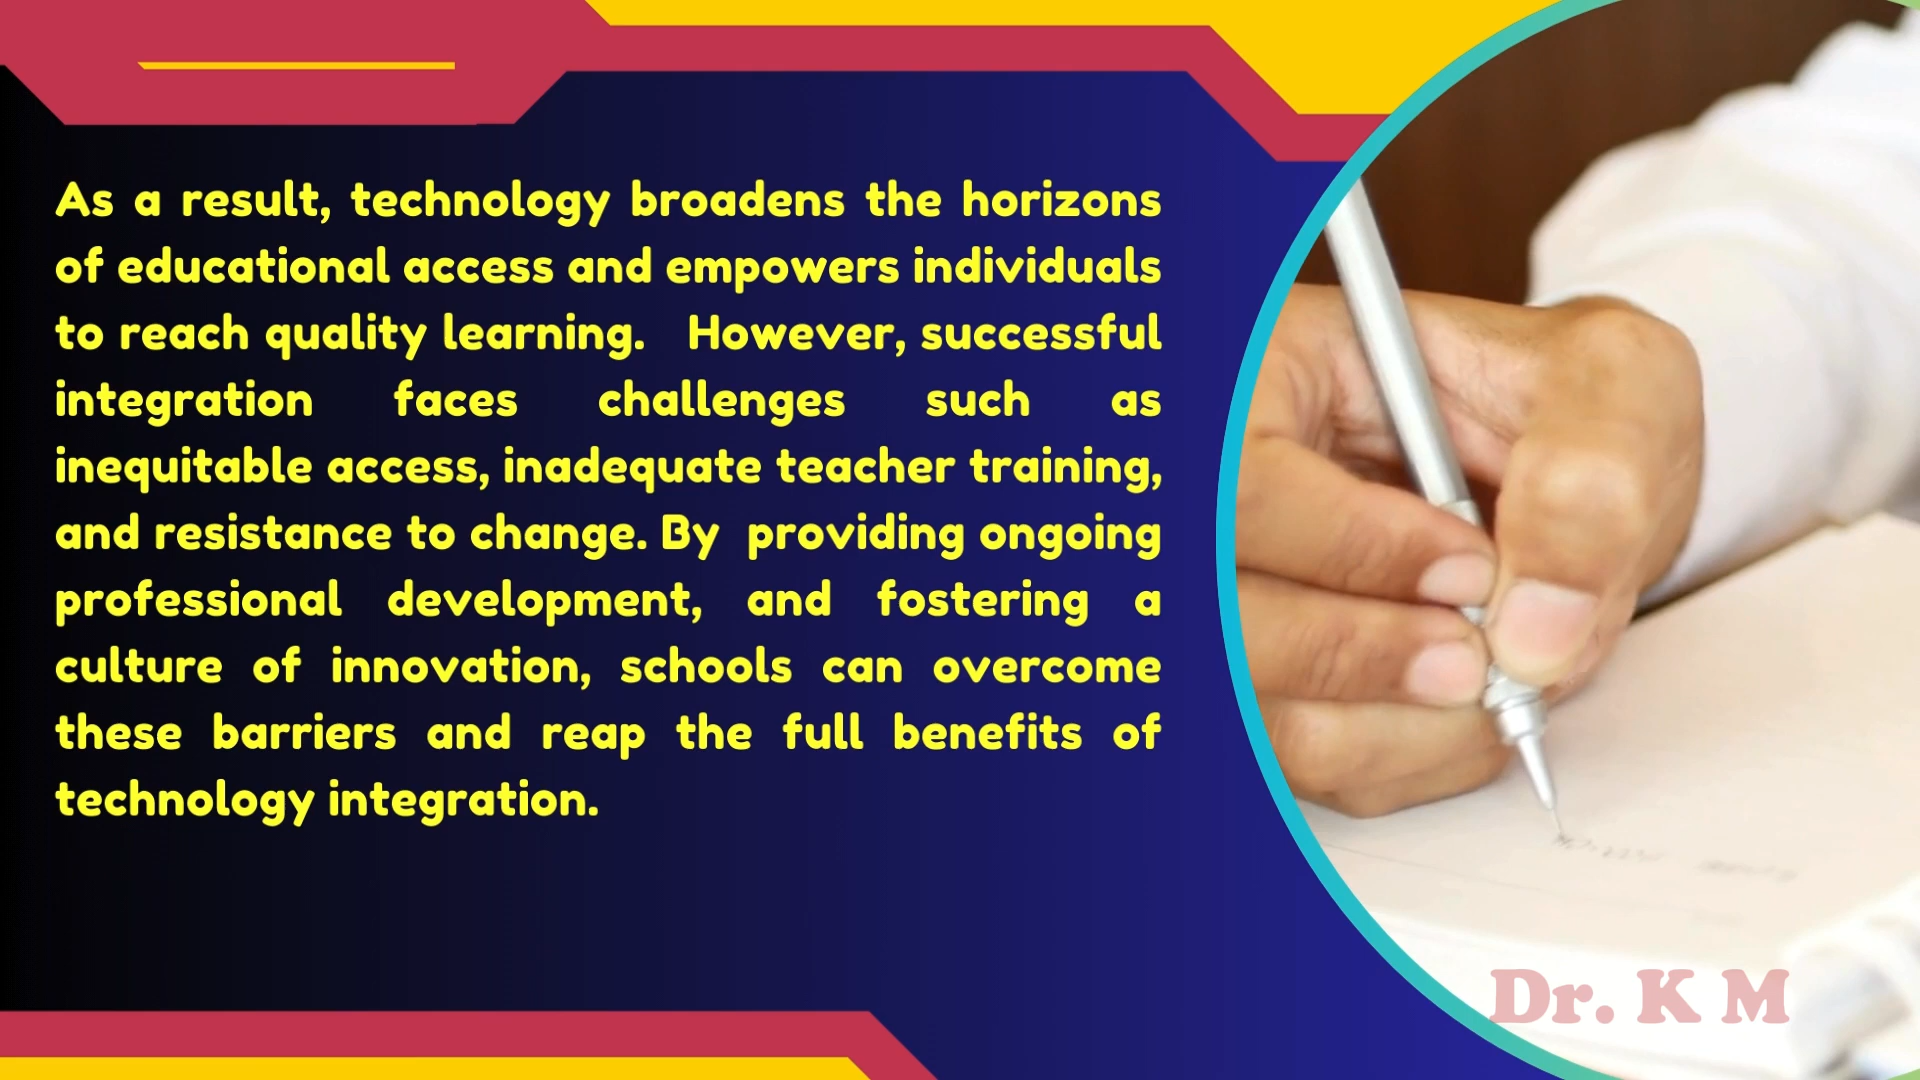 As a result, technology broadens the horizons
of educational access and empowers individuals
to reach quality learning. However, successful
integration faces challenges such as
inequitable access, inadequate teacher training,
and resistance to change. By providing ongoing
professional development, and fostering a
culture of innovation, schools can overcome
these barriers and reap the full benefits of
technology integration.
Dr. K M